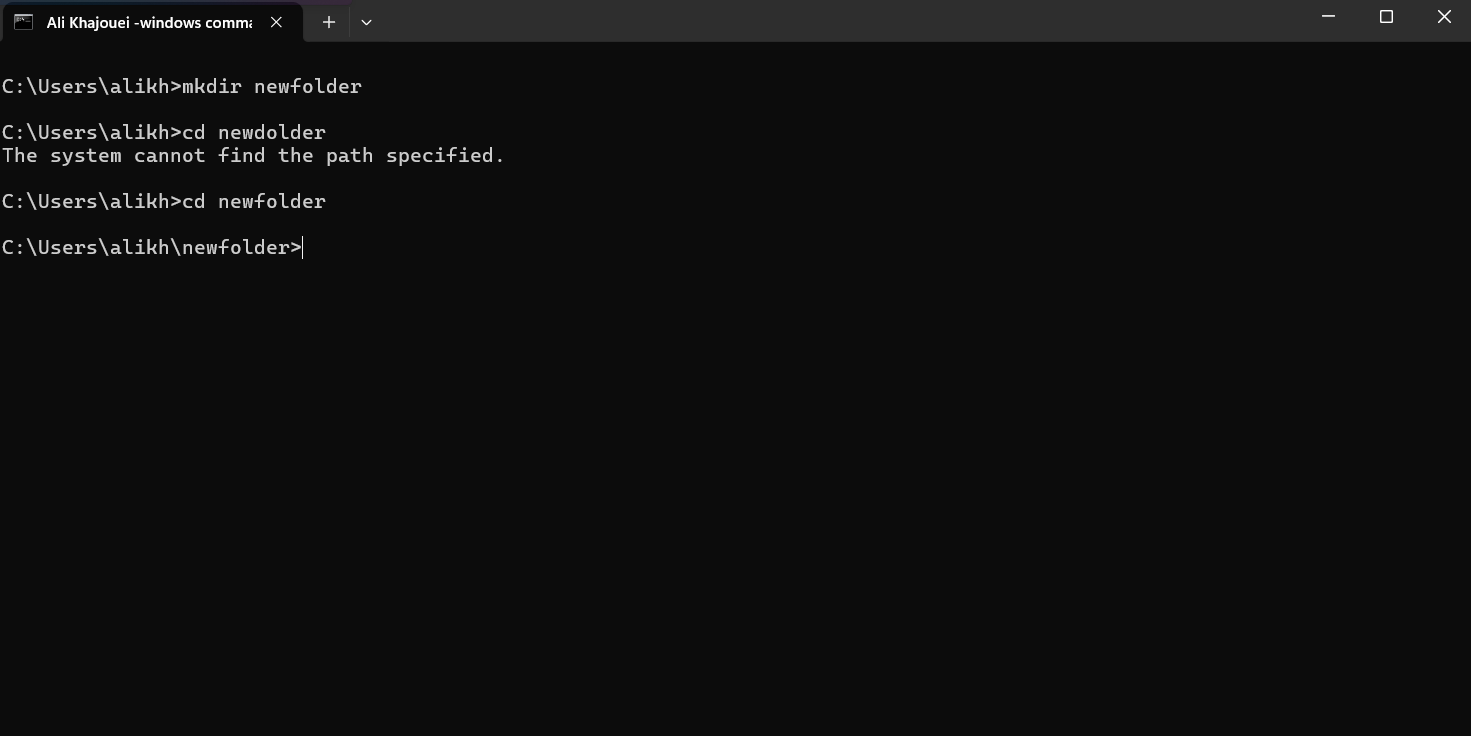 Ali Khajouei -windows comma
C:\Users\alikh>mkdir newfolder
C:\Users\alikh>cd newdolder
The system cannot find the path specified.
C:\Users\alikh>cd newfolder
C:\Users\alikh\newfolder>